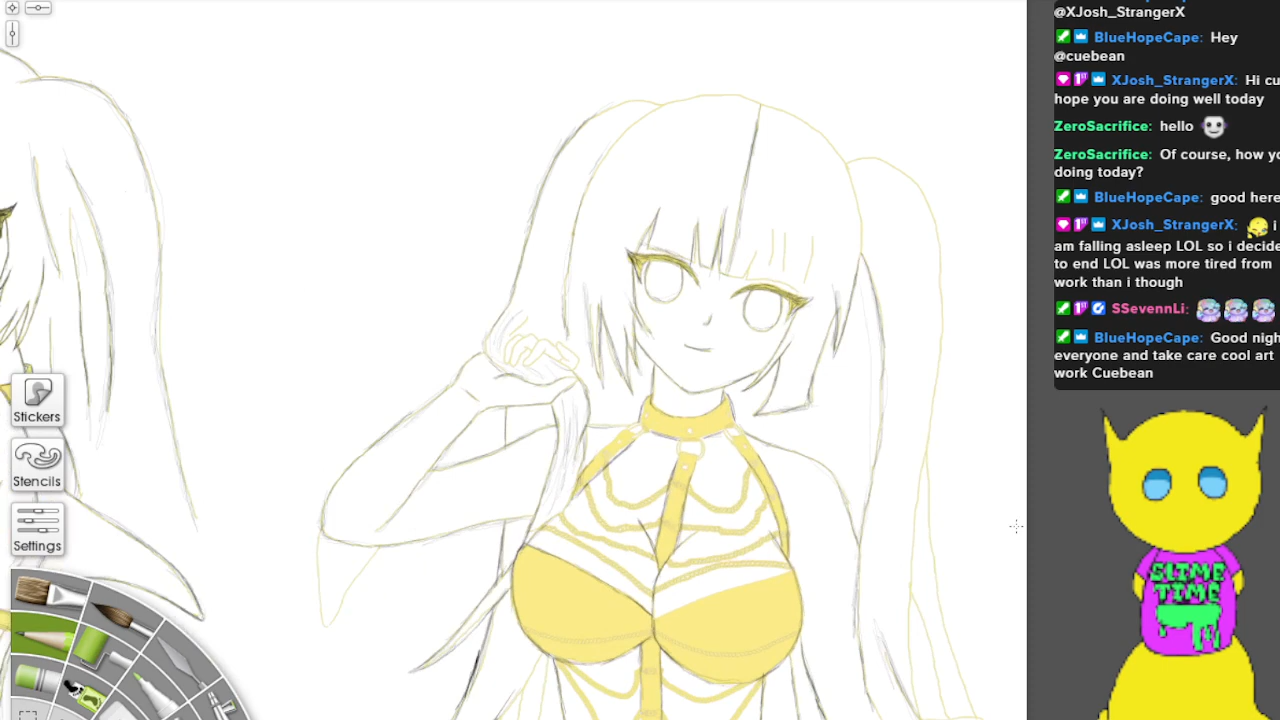 @XJosh_StrangerX
BlueHopeCape: Hey
@cuebean
XJosh_StrangerX: Hi cu
hope you are doing well today
ZeroSacrifice: hello
ZeroSacrifice: Of course, how yo
doing today?
BlueHopeCape: good here
XJosh_StrangerX: i
am falling asleep LOL so i decide
to end LOL was more tired from
work than i though
SSevennLi:
BlueHopeCape: Good nigh
everyone and take care cool art
work Cuebean
Stickers
Stencils
Settings
SLIME
TIME